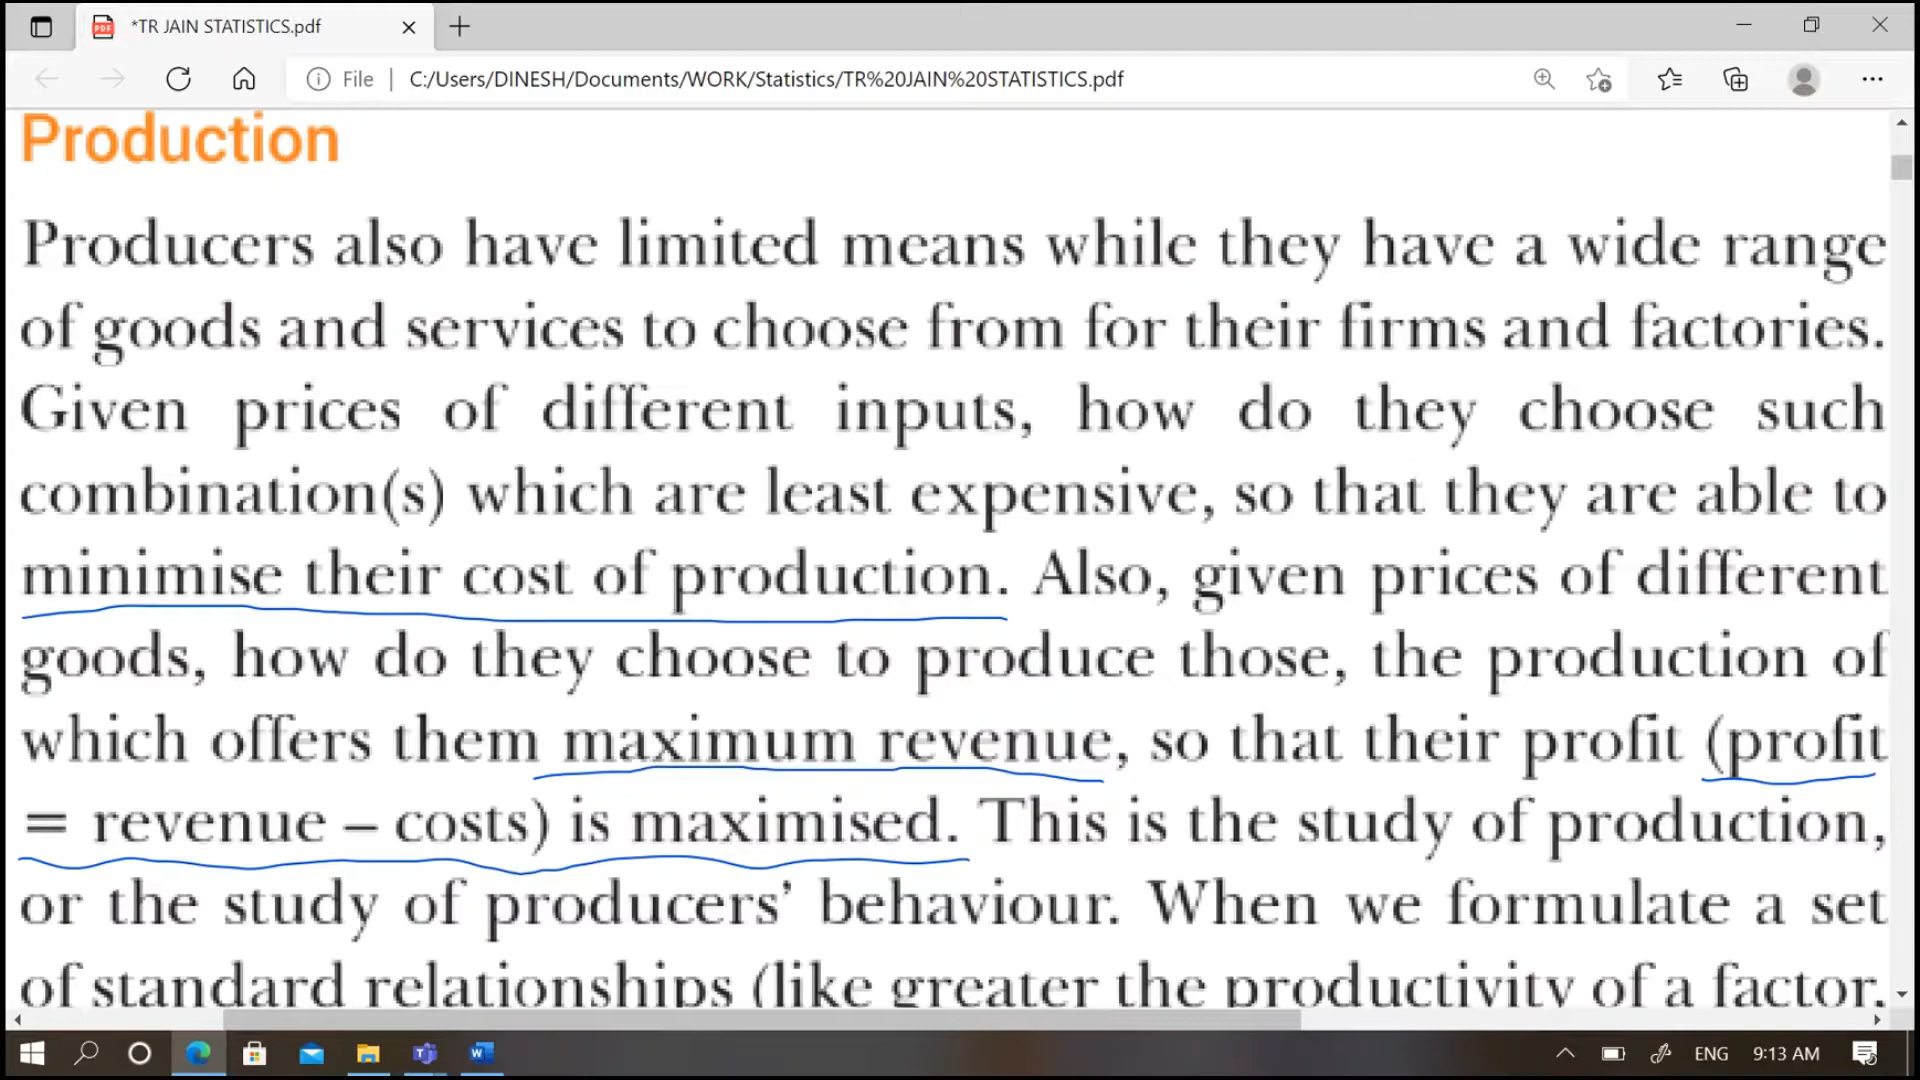 *TR JAIN STATISTICS.pdf
File | C:/Users/DINESH/Documents/WORK/Statistics/TR%20JAIN%20STATISTICS.pdf
Production
Producers also have limited means while they have a wide range
of goods and services to choose from for their firms and factories.
Given prices of different inputs, how do they choose such
combination(s) which are least expensive, so that they are able to
minimise their cost of production. Also, given prices of different
goods, how do they choose to produce those, the production of
which offers them maximum revenue, so that their profit (profit
= revenue – costs) is maximised. This is the study of production,
or the study of producers’ behaviour. When we formulate a set
of standard relationships (like greater the productivity of a factor,
ENG 9:13 AM